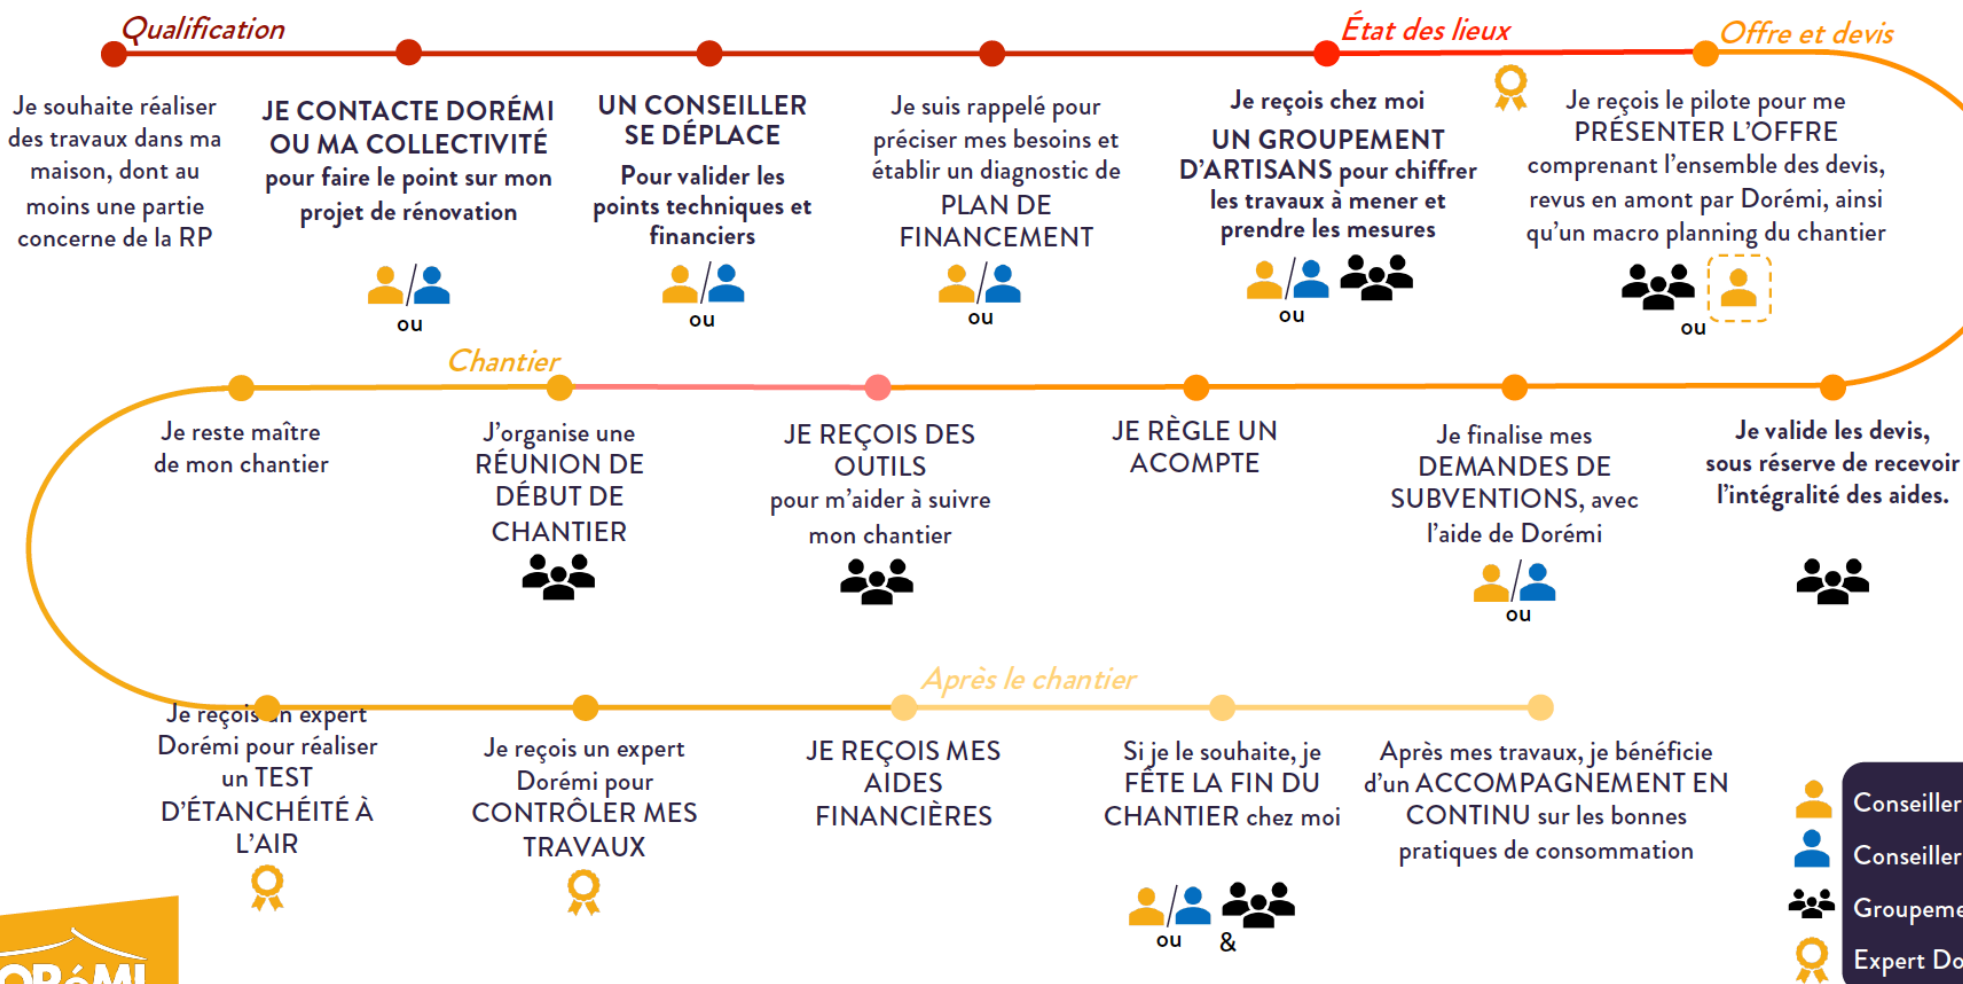 Qualification
État des lieux
Offre et devis
Je souhaite réaliser
des travaux dans ma
maison, dont au
moins une partie
concerne de la RP
JE CONTACTE DORÉMI
OU MA COLLECTIVITÉ
pour faire le point sur mon
projet de rénovation
ou
UN CONSEILLER
SE DÉPLACE
Pour valider les
points techniques et
financiers
ou
Je suis rappelé pour
préciser mes besoins et
établir un diagnostic de
PLAN DE
FINANCEMENT
ou
Je reçois chez moi
UN GROUPEMENT
D'ARTISANS pour chiffrer
les travaux à mener et
prendre les mesures
ou
Je reçois le pilote pour me
PRÉSENTER L'OFFRE
comprenant l'ensemble des devis,
revus en amont par Dorémi, ainsi
qu'un macro planning du chantier
ou
Chantier
Je reste maître
de mon chantier
J'organise une
RÉUNION DE
DÉBUT DE
CHANTIER
JE REÇOIS DES
OUTILS
pour m'aider à suivre
mon chantier
JE RÈGLE UN
ACOMPTE
Je finalise mes
DEMANDES DE
SUBVENTIONS, avec
l'aide de Dorémi
ou
Je valide les devis,
sous réserve de recevoir
l'intégralité des aides.
Après le chantier
Je reçois un expert
Dorémi pour réaliser
un TEST
D'ÉTANCHÉITÉ À
L'AIR
Je reçois un expert
Dorémi pour
CONTRÔLER MES
TRAVAUX
JE REÇOIS MES
AIDES
FINANCIÈRES
Si je le souhaite, je
FÊTE LA FIN DU
CHANTIER chez moi
ou &
Après mes travaux, je bénéficie
d'un ACCOMPAGNEMENT EN
CONTINU sur les bonnes
pratiques de consommation
Conseiller
Conseiller
Groupeme
Expert Do
ORéMI